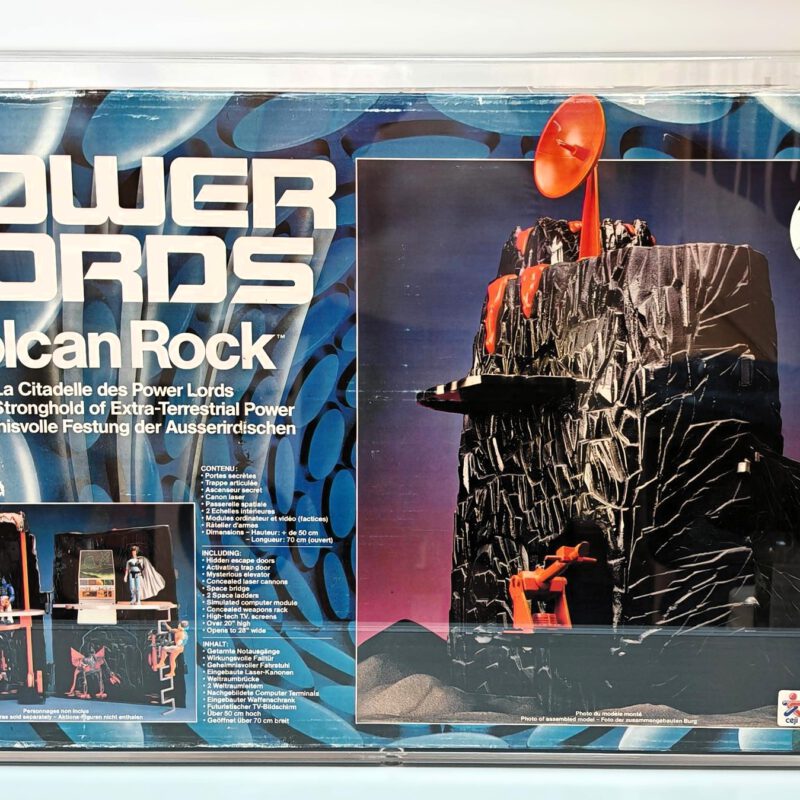 OWER
ORDS
olcan Rock™
La Citadelle des Power Lords
Stronghold of Extra-Terrestrial Power
nisvolle Festung der Ausserirdischen
CONTENU :
• Portes secrètes
• Trappe articulée
• Ascenseur secret
• Canon laser
• Passerelle spatiale
• 2 Echelles intérieures
• Modules ordinateur et vidéo (factices)
• Râtelier d'armes
• Dimensions – Hauteur: + de 50 cm
– Longueur: 70 cm (ouvert)
INCLUDING:
• Hidden escape doors
• Activating trap door
• Mysterious elevator
• Concealed laser cannons
• Space bridge
• 2 Space ladders
• Simulated computer module
• Concealed weapons rack
• High-tech T.V. screens
• Over 20" high
• Opens to 28" wide
INHALT:
• Getarnte Notausgänge
• Wirkungsvolle Falltür
• Geheimnisvoller Fahrstuhl
• Eingebaute Laser-Kanonen
• Weltraumbrücke
• 2 Weltraumleitern
• Nachgebildete Computer Terminals
• Eingebauter Waffenschrank
• Futuristischer TV-Bildschirm
• Über 50 cm hoch
• Geöffnet über 70 cm breit
Personnages non inclus
res sold separately – Aktions-Figuren nicht enthalten
Photo du modèle monté
Photo of assembled model – Foto der zusammengebauten Burg
ceji